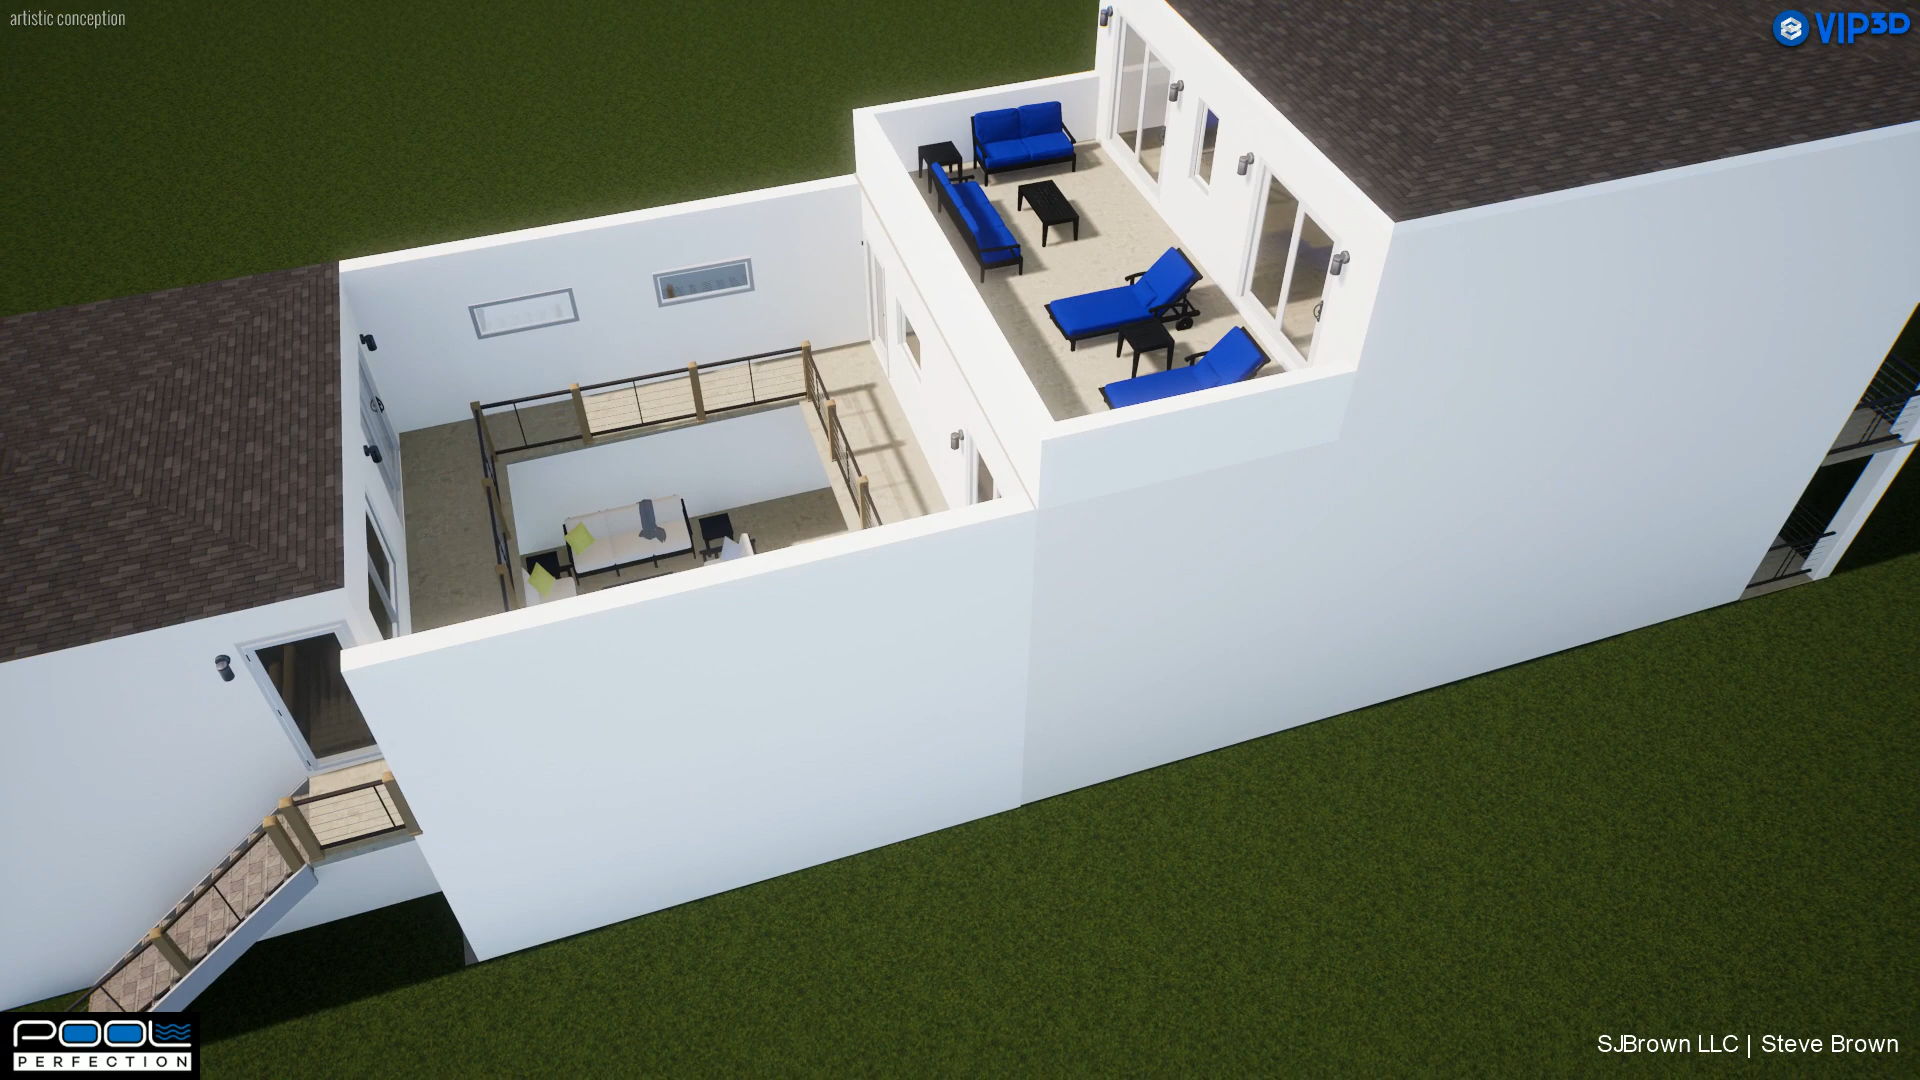 artistic conception
VIP3D
POOL
PERFECTION
SJBrown LLC | Steve Brown